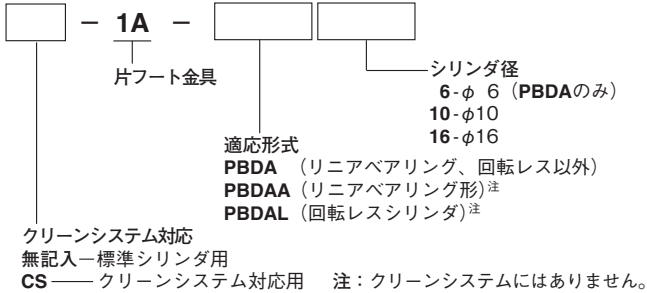 － 1A －
片フート金具
シリンダ径
6-φ 6（PBDAのみ）
10-φ10
16-φ16
適応形式
PBDA （リニアベアリング、回転レス以外）
PBDAA（リニアベアリング形）注
PBDAL（回転レスシリンダ）注
クリーンシステム対応
無記入－標準シリンダ用
CS――クリーンシステム対応用 注：クリーンシステムにはありません。